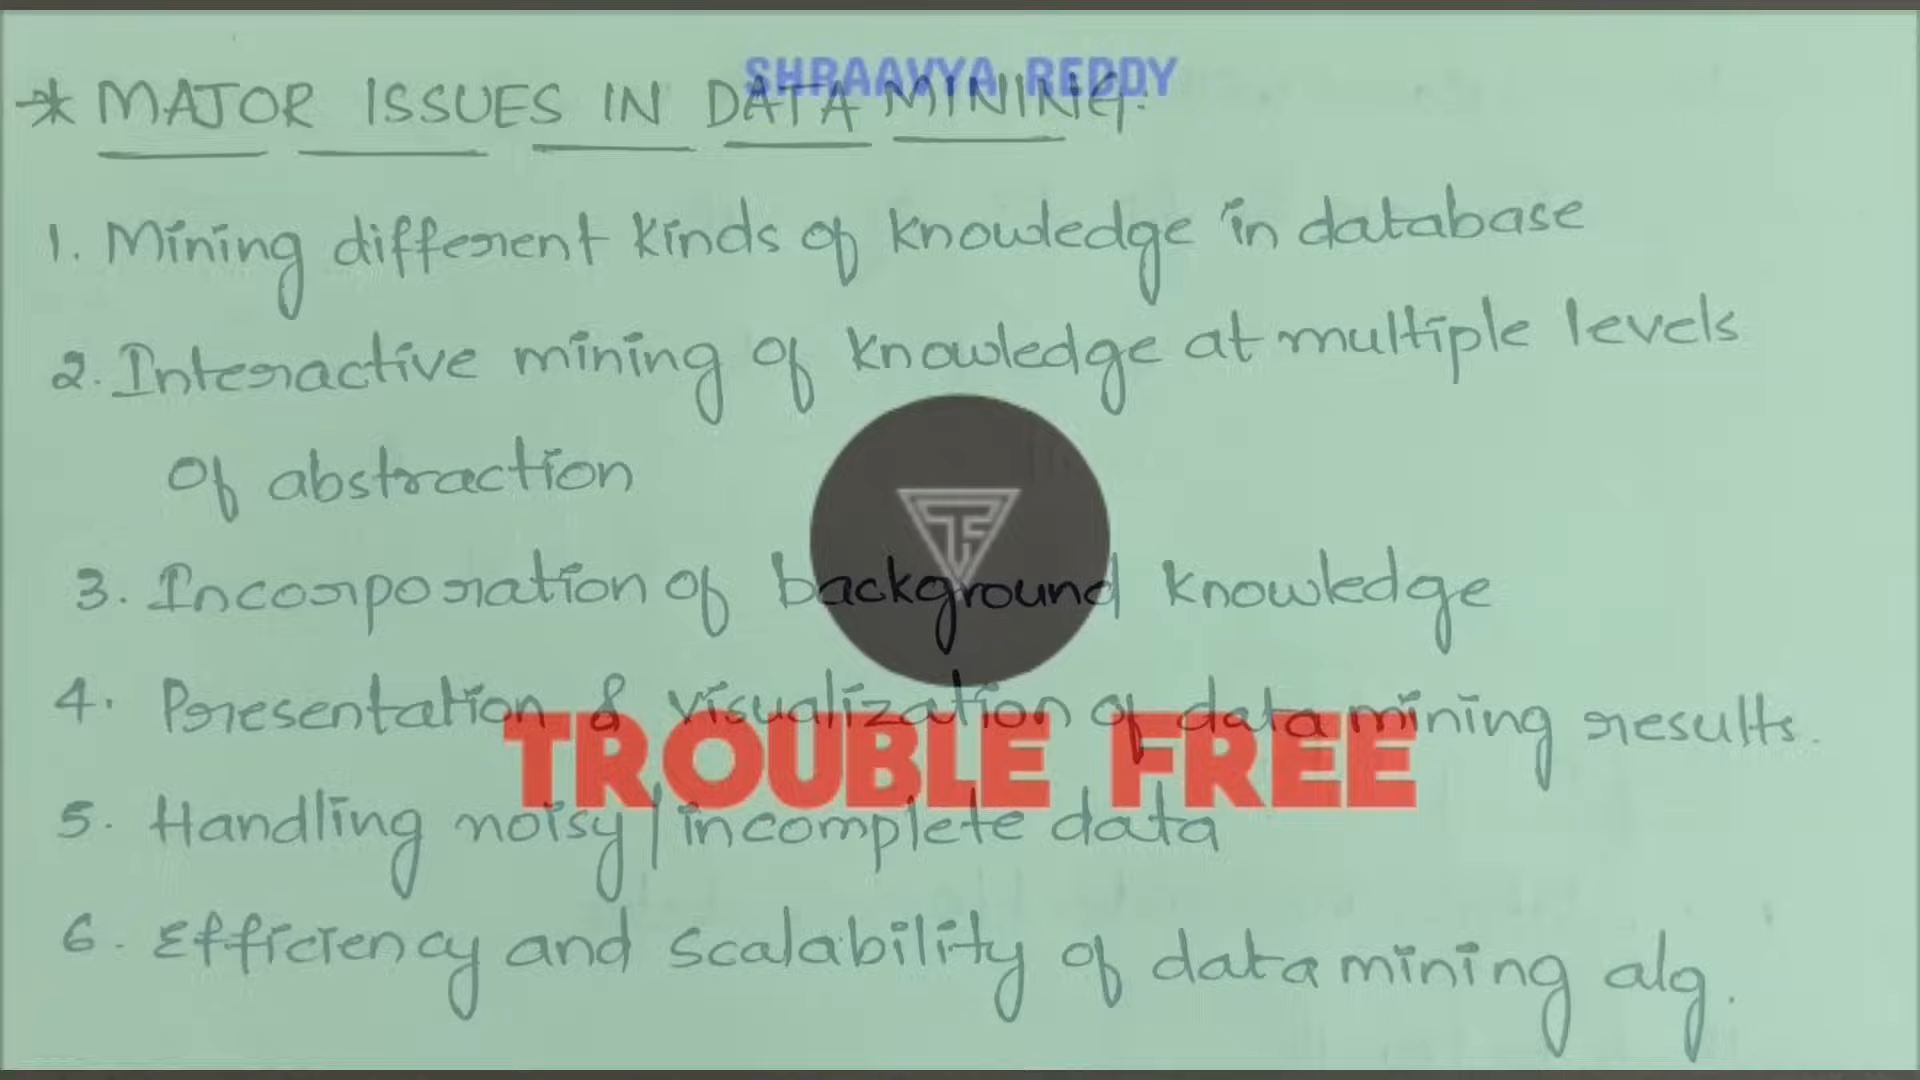 SHRAAVYA REDDY
* MAJOR ISSUES IN DATA MINING:
1. Mining different kinds of knowledge in database
2. Interactive mining of knowledge at multiple levels
of abstraction
3. Incorporation of background knowledge
4. Presentation & visualization of data mining results.
TROUBLE FREE
5. Handling noisy/incomplete data
6. Efficiency and scalability of data mining alg.